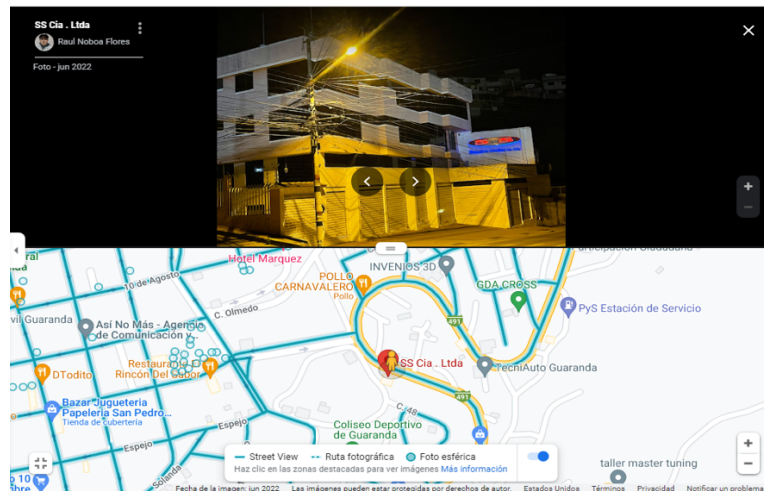 SS Cia . Ltda
Raul Noboa Flores
Foto - jun 2022
Hotel Marquez
10 de Agosto
INVENIOS 3D
POLLO
CARNAVALERO
Pollo
GDA CROSS
C. Olmedo
PyS Estación de Servicio
Guaranda
Así No Más - Agencia
de Comunicación y...
491
Restaurante El
Rincón Del Sabor
SS Cia . Ltda
TecniAuto Guaranda
DTodito
491
Bazar Jugueteria
Papeleria San Pedro...
Tienda de cubertería
C. 48
Espejo
Coliseo Deportivo
de Guaranda
Espejo
Solanda
Street View
Ruta fotográfica
Foto esférica
Haz clic en las zonas destacadas para ver imágenes Más información
taller master tuning
10
Fecha de la imagen: jun 2022 Las imágenes pueden estar protegidas por derechos de autor. Estados Unidos Términos Privacidad Notificar un problema